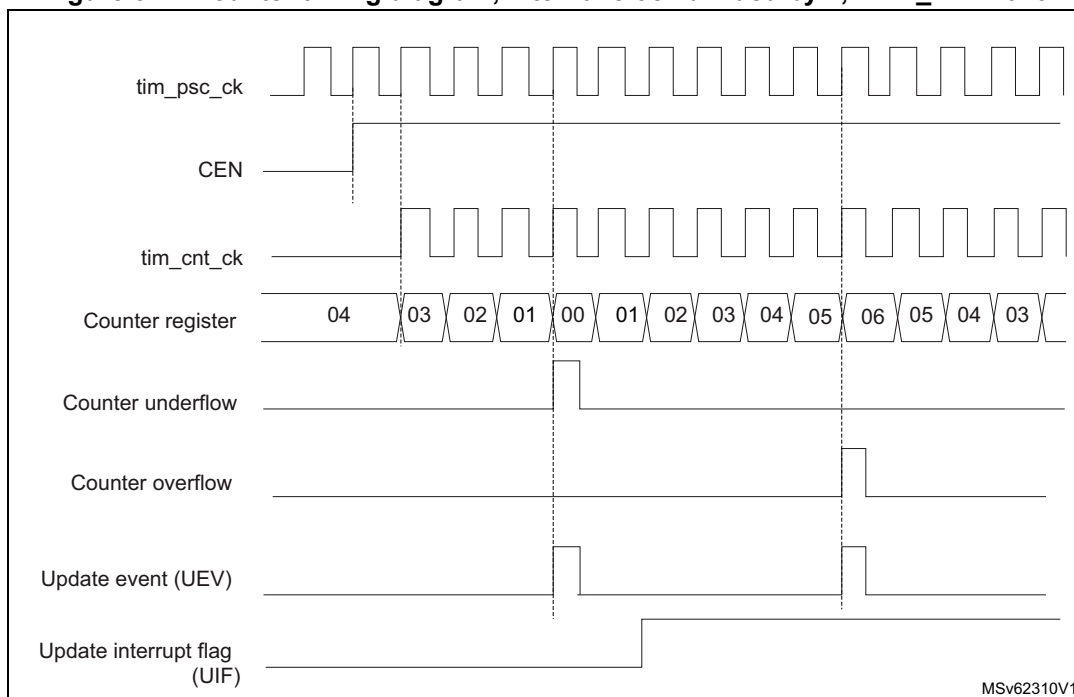 tim_psc_ck
CEN
tim_cnt_ck
Counter register 04 03 02 01 00 01 02 03 04 05 06 05 04 03
Counter underflow
Counter overflow
Update event (UEV)
Update interrupt flag
(UIF)
MSv62310V1